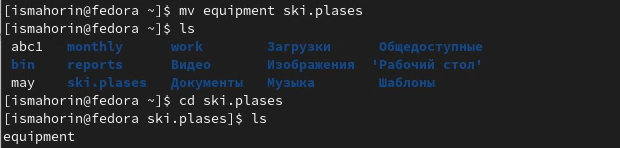 [ismahorin@fedora ~]$ mv equipment ski.plases
[ismahorin@fedora ~]$ ls
abc1 monthly work Загрузки Общедоступные
bin reports Видео Изображения 'Рабочий стол'
may ski.plases Документы Музыка Шаблоны
[ismahorin@fedora ~]$ cd ski.plases
[ismahorin@fedora ski.plases]$ ls
equipment